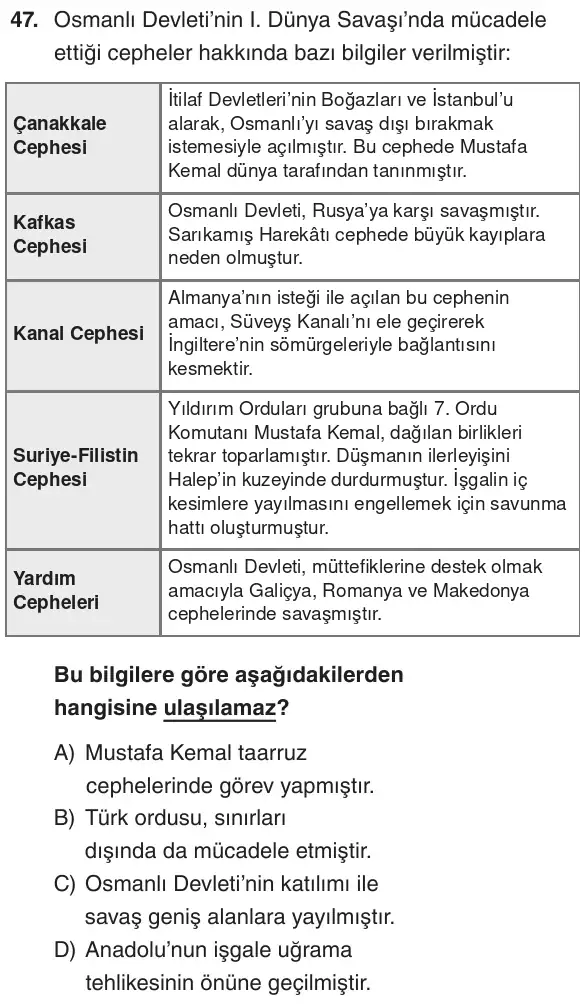 47. Osmanlı Devleti’nin I. Dünya Savaşı’nda mücadele
ettiği cepheler hakkında bazı bilgiler verilmiştir:
Çanakkale
Cephesi
İtilaf Devletleri’nin Boğazları ve İstanbul’u
alarak, Osmanlı’yı savaş dışı bırakmak
istemesiyle açılmıştır. Bu cephede Mustafa
Kemal dünya tarafından tanınmıştır.
Kafkas
Cephesi
Osmanlı Devleti, Rusya’ya karşı savaşmıştır.
Sarıkamış Harekâtı cephede büyük kayıplara
neden olmuştur.
Kanal Cephesi
Almanya’nın isteği ile açılan bu cephenin
amacı, Süveyş Kanalı’nı ele geçirerek
İngiltere’nin sömürgeleriyle bağlantısını
kesmektir.
Suriye-Filistin
Cephesi
Yıldırım Orduları grubuna bağlı 7. Ordu
Komutanı Mustafa Kemal, dağılan birlikleri
tekrar toparlamıştır. Düşmanın ilerleyişini
Halep’in kuzeyinde durdurmuştur. İşgalin iç
kesimlere yayılmasını engellemek için savunma
hattı oluşturmuştur.
Yardım
Cepheleri
Osmanlı Devleti, müttefiklerine destek olmak
amacıyla Galiçya, Romanya ve Makedonya
cephelerinde savaşmıştır.
Bu bilgilere göre aşağıdakilerden
hangisine ulaşılamaz?
A) Mustafa Kemal taarruz
cephelerinde görev yapmıştır.
B) Türk ordusu, sınırları
dışında da mücadele etmiştir.
C) Osmanlı Devleti’nin katılımı ile
savaş geniş alanlara yayılmıştır.
D) Anadolu’nun işgale uğrama
tehlikesinin önüne geçilmiştir.